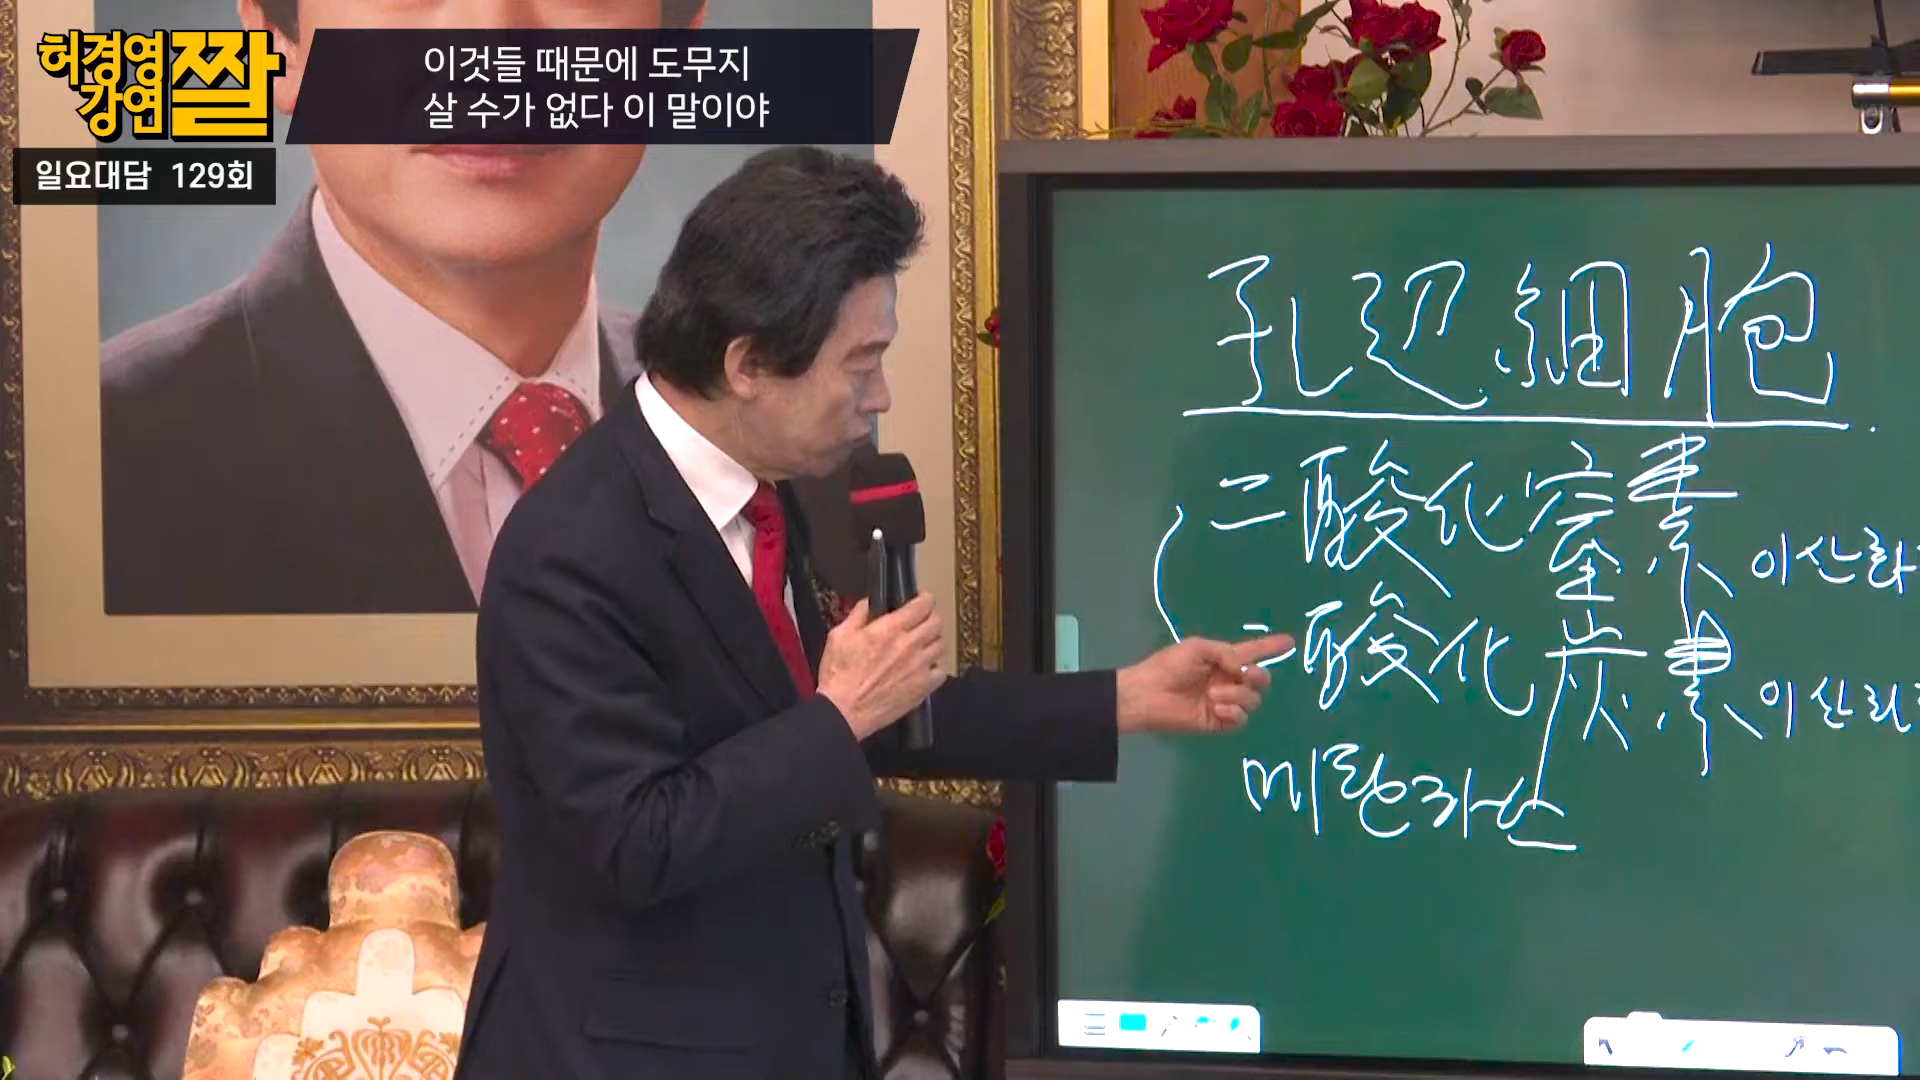 허경영
강연
짤
이것들 때문에 도무지
살 수가 없다 이 말이야
일요대담 129회
孔辺細胞
二酸化窒素 이산화
二酸化炭素 이산화
메탄가스